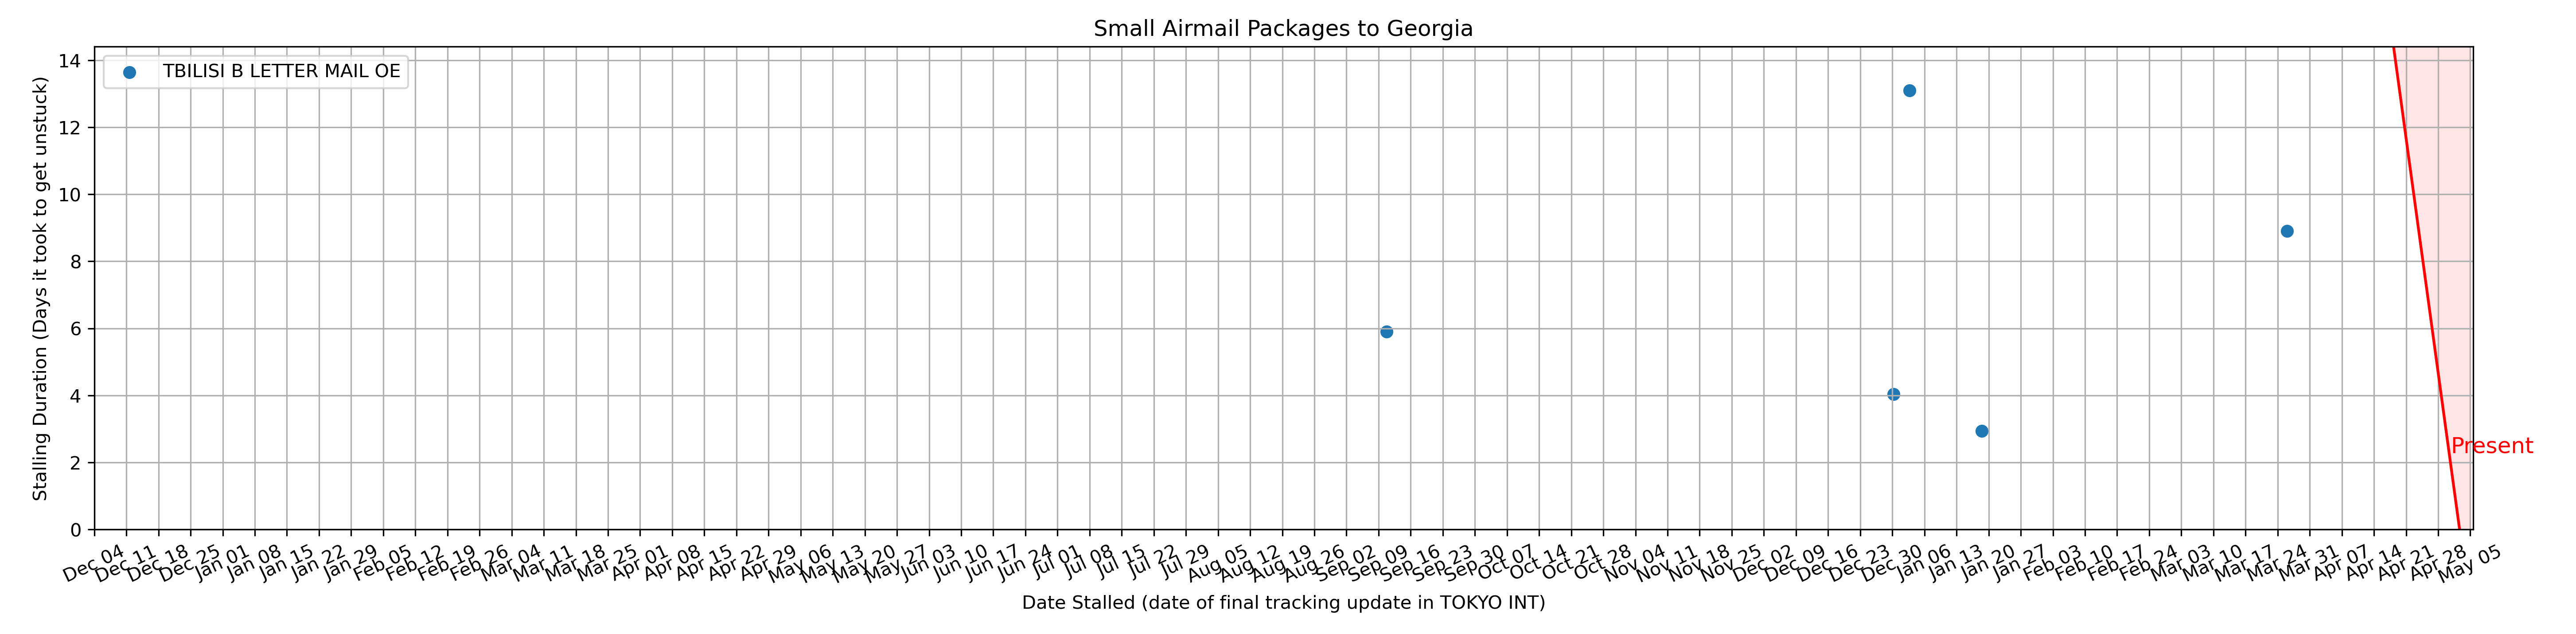 Small Airmail Packages to Georgia
TBILISI B LETTER MAIL OE
Stalling Duration (Days it took to get unstuck)
14
12
10
8
6
4
2
0
Present
Dec 04 Dec 11 Dec 18 Dec 25 Jan 01 Jan 08 Jan 15 Jan 22 Jan 29 Feb 05 Feb 12 Feb 19 Feb 26 Mar 04 Mar 11 Mar 18 Mar 25 Apr 01 Apr 08 Apr 15 Apr 22 Apr 29 May 06 May 13 May 20 May 27 Jun 03 Jun 10 Jun 17 Jun 24 Jul 01 Jul 08 Jul 15 Jul 22 Jul 29 Aug 05 Aug 12 Aug 19 Aug 26 Sep 02 Sep 09 Sep 16 Sep 23 Sep 30 Oct 07 Oct 14 Oct 21 Oct 28 Nov 04 Nov 11 Nov 18 Nov 25 Dec 02 Dec 09 Dec 16 Dec 23 Dec 30 Jan 06 Jan 13 Jan 20 Jan 27 Feb 03 Feb 10 Feb 17 Feb 24 Mar 03 Mar 10 Mar 17 Mar 24 Mar 31 Apr 07 Apr 14 Apr 21 Apr 28 May 05
Date Stalled (date of final tracking update in TOKYO INT)